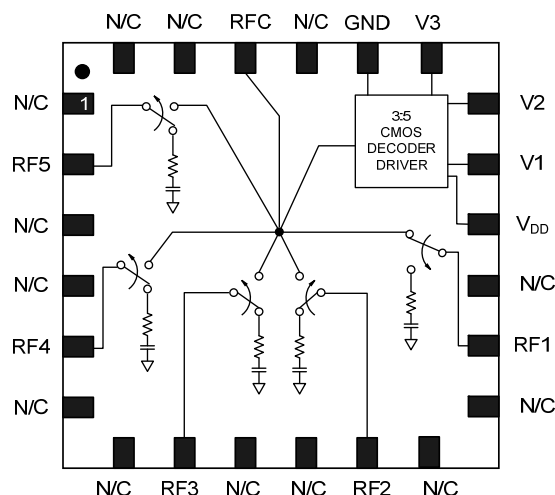 N/C N/C RFC N/C GND V3
N/C 1
RF5
N/C
N/C
RF4
N/C
3:5
CMOS
DECODER
DRIVER
V2
V1
VDD
N/C
RF1
N/C
N/C RF3 N/C N/C RF2 N/C